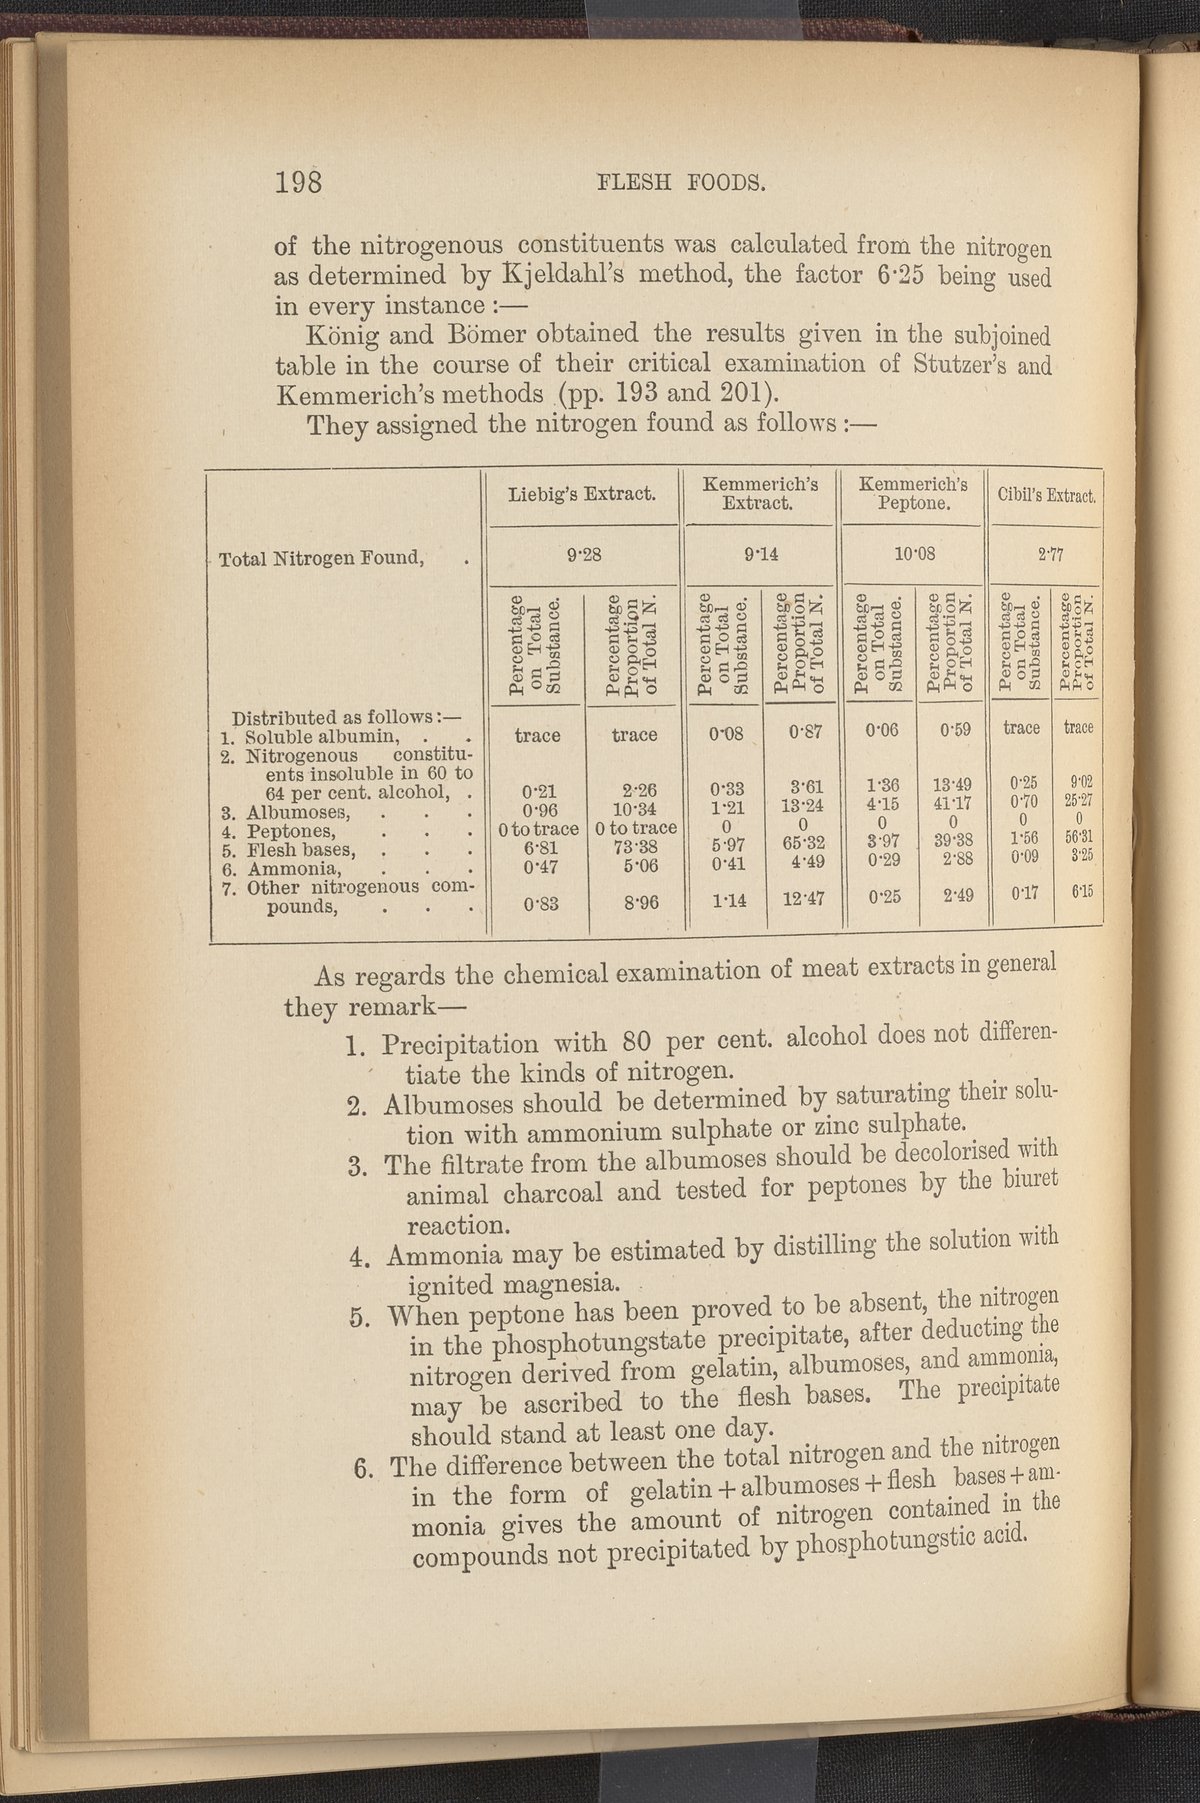 198 FLESH FOODS.
of the nitrogenous constituents was calculated from the nitrogen
as determined by Kjeldahl's method, the factor 6·25 being used
in every instance :—
König and Bömer obtained the results given in the subjoined
table in the course of their critical examination of Stutzer's and
Kemmerich's methods (pp. 193 and 201).
They assigned the nitrogen found as follows :—
Liebig's Extract. Kemmerich's Extract. Kemmerich's Peptone. Cibil's Extract.
Total Nitrogen Found, . 9·28 9·14 10·08 2·77
Percentage on Total Substance. Percentage Proportion of Total N. Percentage on Total Substance. Percentage Proportion of Total N. Percentage on Total Substance. Percentage Proportion of Total N. Percentage on Total Substance. Percentage Proportion of Total N.
Distributed as follows:—
1. Soluble albumin, . . trace trace 0·08 0·87 0·06 0·59 trace trace
2. Nitrogenous constitu-
ents insoluble in 60 to
64 per cent. alcohol, . 0·21 2·26 0·33 3·61 1·36 13·49 0·25 9·02
3. Albumoses, . . . 0·96 10·34 1·21 13·24 4·15 41·17 0·70 25·27
4. Peptones, . . . 0 to trace 0 to trace 0 0 0 0 0 0
5. Flesh bases, . . . 6·81 73·38 5·97 65·32 3·97 39·38 1·56 56·31
6. Ammonia, . . . 0·47 5·06 0·41 4·49 0·29 2·88 0·09 3·25
7. Other nitrogenous com-
pounds, . . . 0·83 8·96 1·14 12·47 0·25 2·49 0·17 6·15
As regards the chemical examination of meat extracts in general
they remark—
1. Precipitation with 80 per cent. alcohol does not differen-
tiate the kinds of nitrogen.
2. Albumoses should be determined by saturating their solu-
tion with ammonium sulphate or zinc sulphate.
3. The filtrate from the albumoses should be decolorised with
animal charcoal and tested for peptones by the biuret
reaction.
4. Ammonia may be estimated by distilling the solution with
ignited magnesia.
5. When peptone has been proved to be absent, the nitrogen
in the phosphotungstate precipitate, after deducting the
nitrogen derived from gelatin, albumoses, and ammonia,
may be ascribed to the flesh bases. The precipitate
should stand at least one day.
6. The difference between the total nitrogen and the nitrogen
in the form of gelatin + albumoses + flesh bases + am-
monia gives the amount of nitrogen contained in the
compounds not precipitated by phosphotungstic acid.